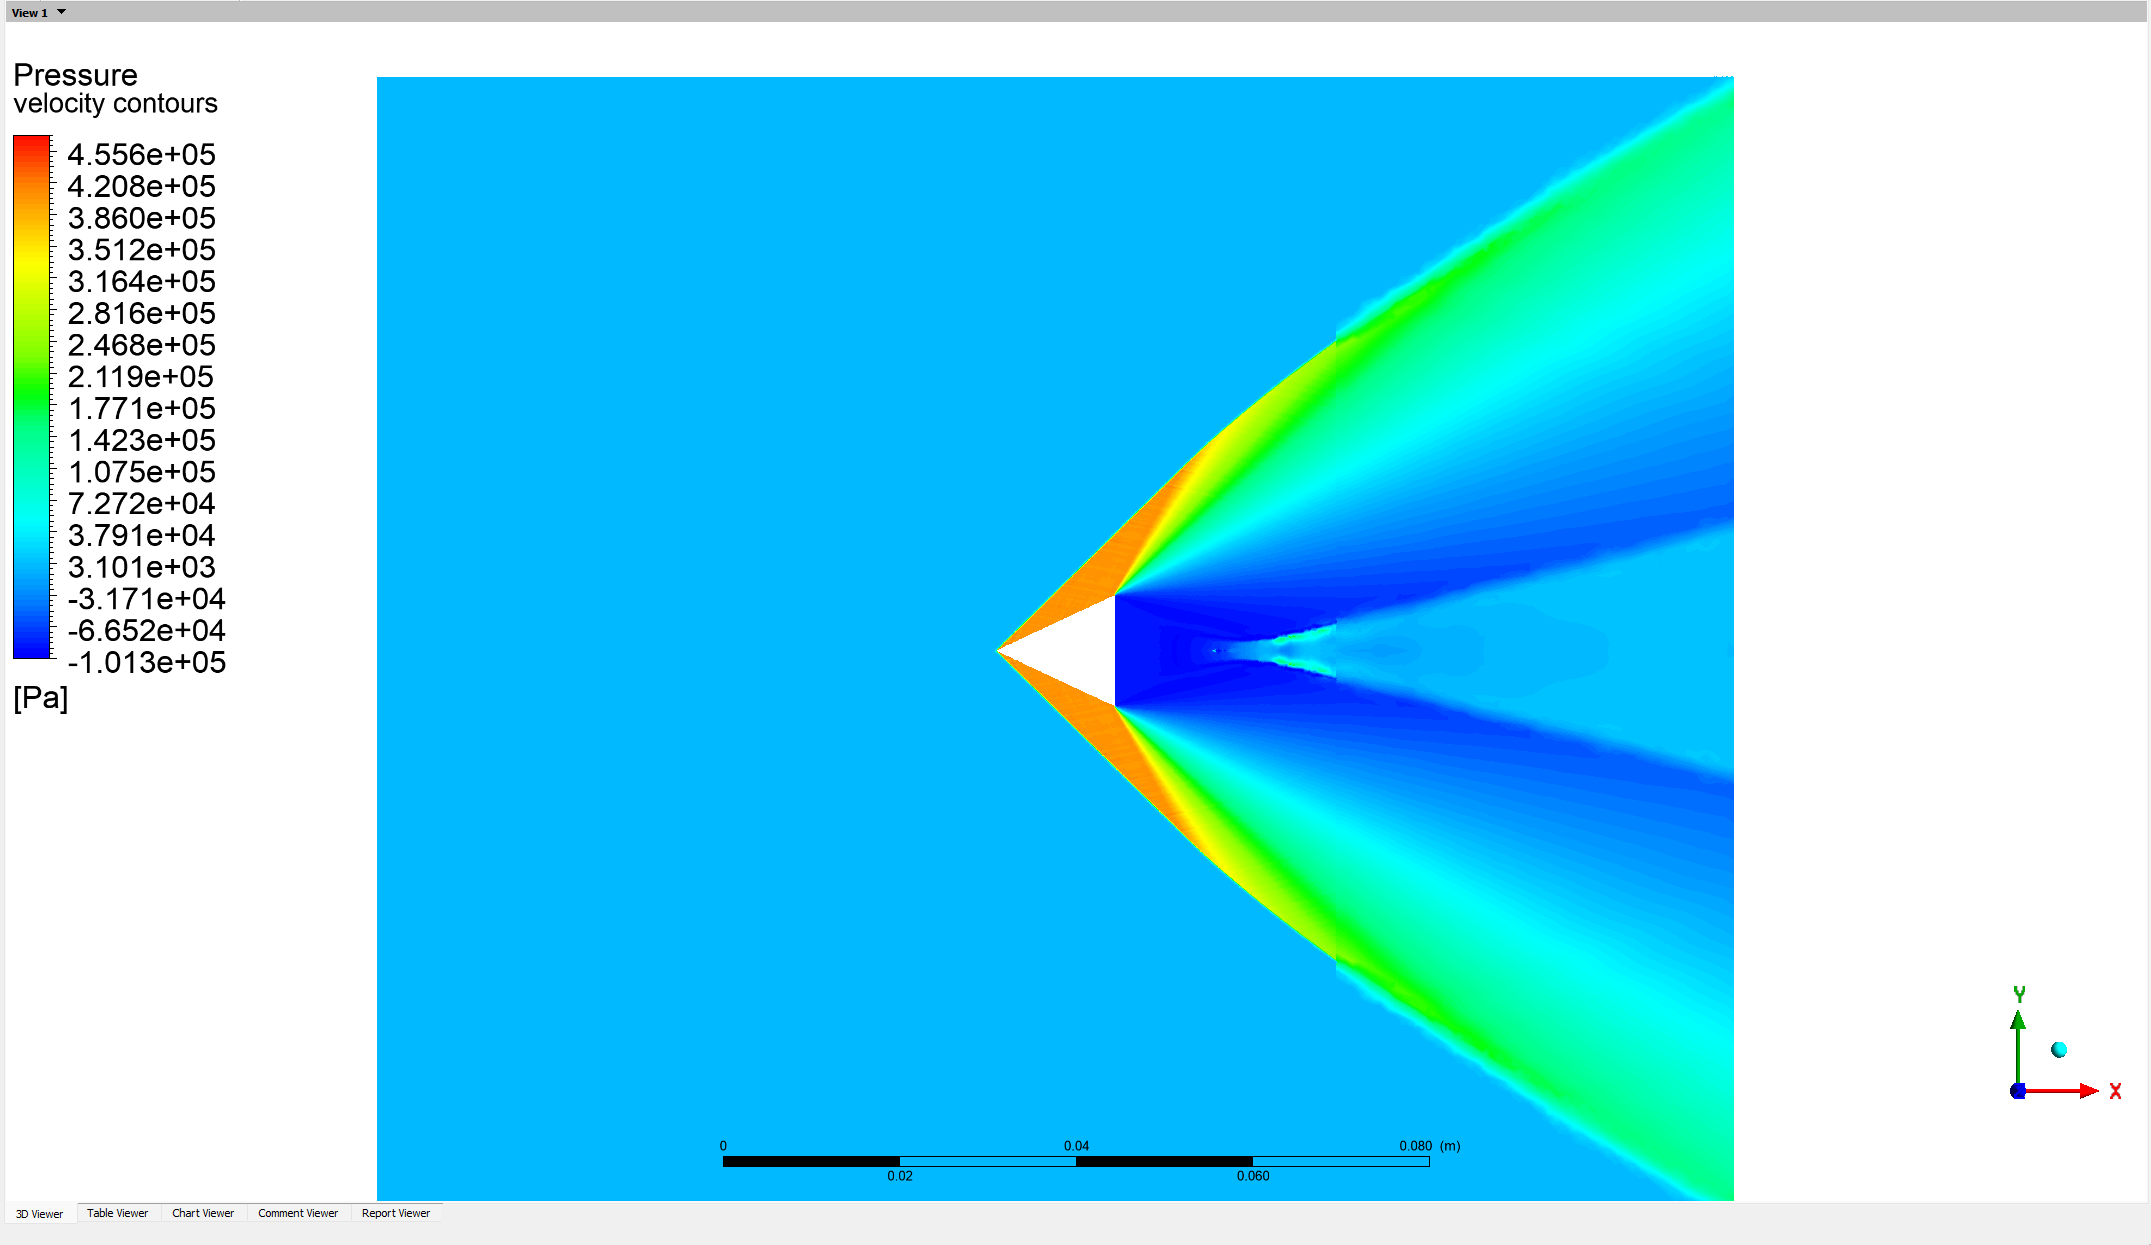 View 1
Pressure
velocity contours
4.556e+05
4.208e+05
3.860e+05
3.512e+05
3.164e+05
2.816e+05
2.468e+05
2.119e+05
1.771e+05
1.423e+05
1.075e+05
7.272e+04
3.791e+04
3.101e+03
-3.171e+04
-6.652e+04
-1.013e+05
[Pa]
Y
X
0 0.04 0.080 (m)
0.02 0.060
3D Viewer Table Viewer Chart Viewer Comment Viewer Report Viewer